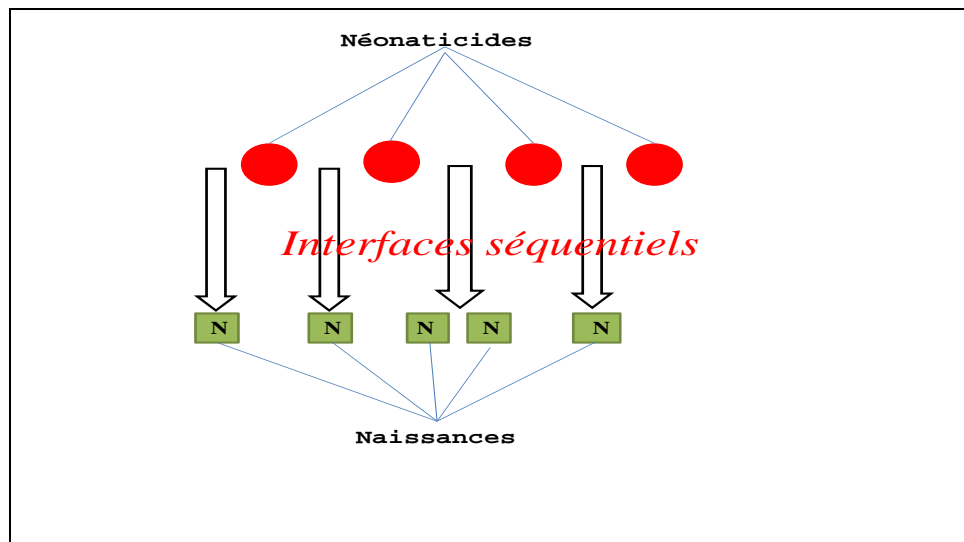 Néonaticides
Interfaces séquentiels
N N N N N
Naissances